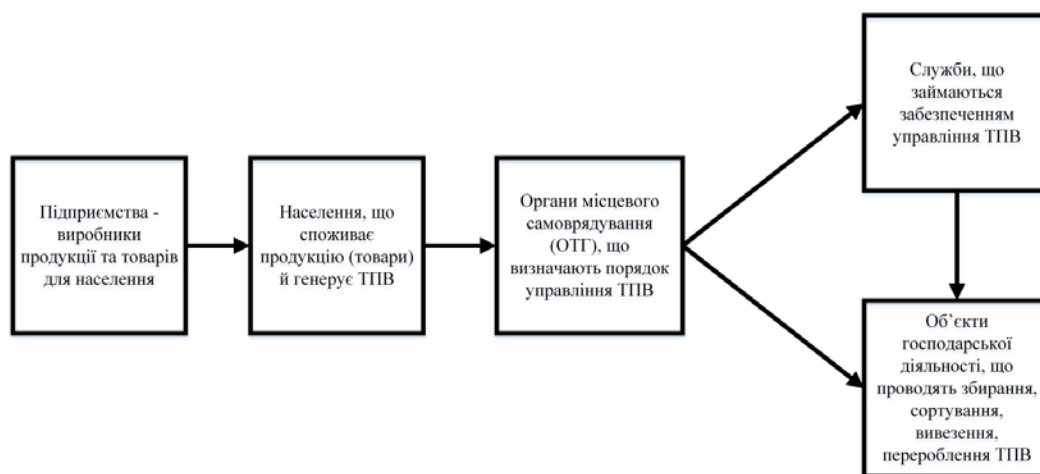 Підприємства -
виробники
продукції та товарів
для населення
Населення, що
споживає
продукцію (товари)
й генерує ТПВ
Органи місцевого
самоврядування
(ОТГ), що
визначають порядок
управління ТПВ
Служби, що
займаються
забезпеченням
управління ТПВ
Об’єкти
господарської
діяльності, що
проводять збирання,
сортування,
вивезення,
перероблення ТПВ